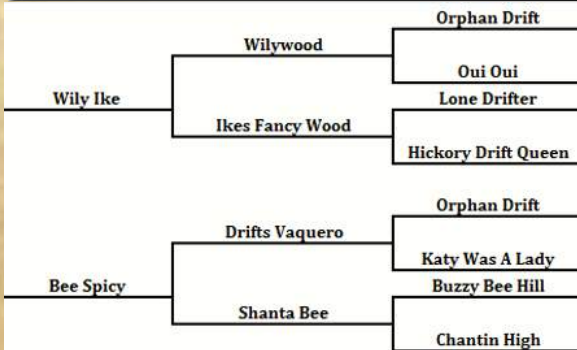 Orphan Drift
Wilywood
Oui Oui
Wily Ike
Lone Drifter
Ikes Fancy Wood
Hickory Drift Queen
Orphan Drift
Drifts Vaquero
Katy Was A Lady
Bee Spicy
Buzzy Bee Hill
Shanta Bee
Chantin High